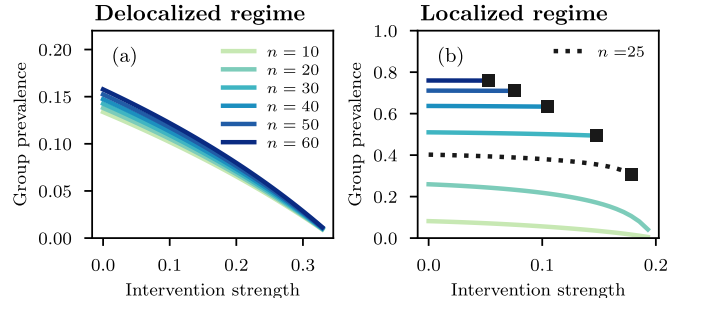 Delocalized regime
(a)
n = 10
n = 20
n = 30
n = 40
n = 50
n = 60
Group prevalence
0.20
0.15
0.10
0.05
0.00
0.0 0.1 0.2 0.3
Intervention strength
Localized regime
(b)
n =25
Group prevalence
1.0
0.8
0.6
0.4
0.2
0.0
0.0 0.1 0.2
Intervention strength